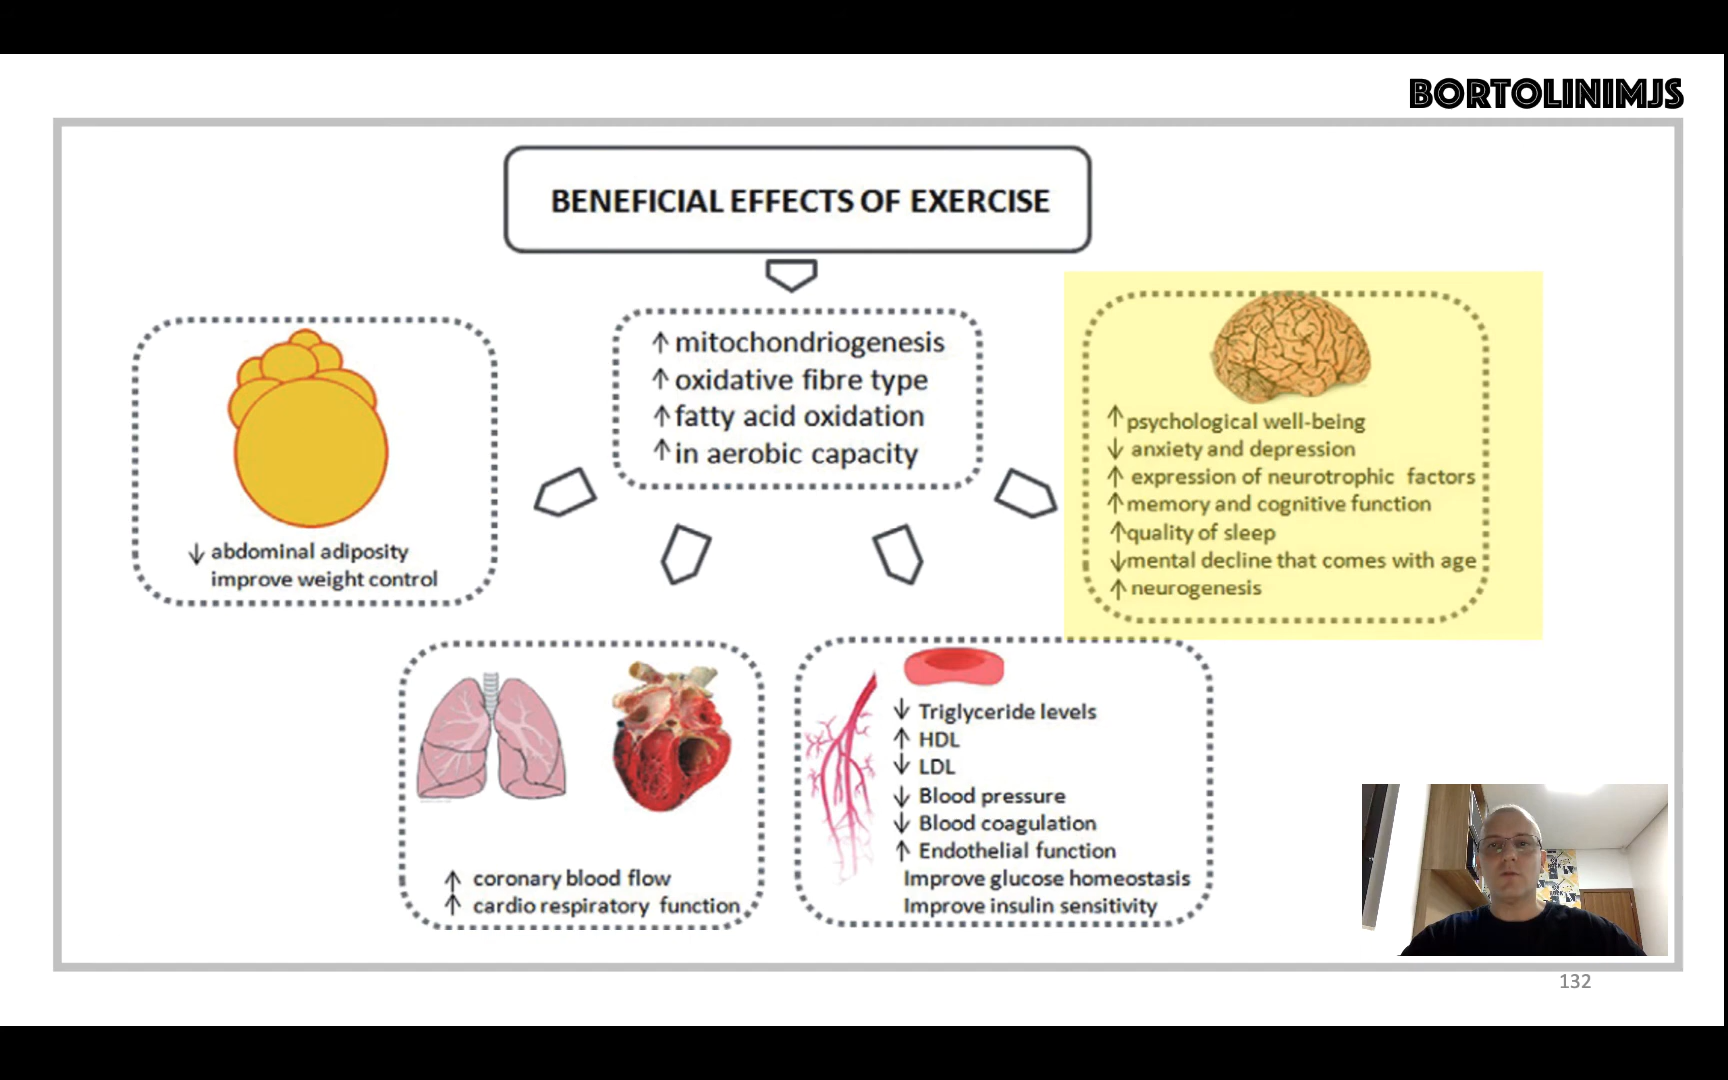 BORTOLINIMJS
BENEFICIAL EFFECTS OF EXERCISE
↑ mitochondriogenesis
↑ oxidative fibre type
↑ fatty acid oxidation
↑ in aerobic capacity
↓ abdominal adiposity
improve weight control
↑ psychological well-being
↓ anxiety and depression
↑ expression of neurotrophic factors
↑ memory and cognitive function
↑ quality of sleep
↓ mental decline that comes with age
↑ neurogenesis
↑ coronary blood flow
↑ cardio respiratory function
↓ Triglyceride levels
↑ HDL
↓ LDL
↓ Blood pressure
↓ Blood coagulation
↑ Endothelial function
Improve glucose homeostasis
Improve insulin sensitivity
132